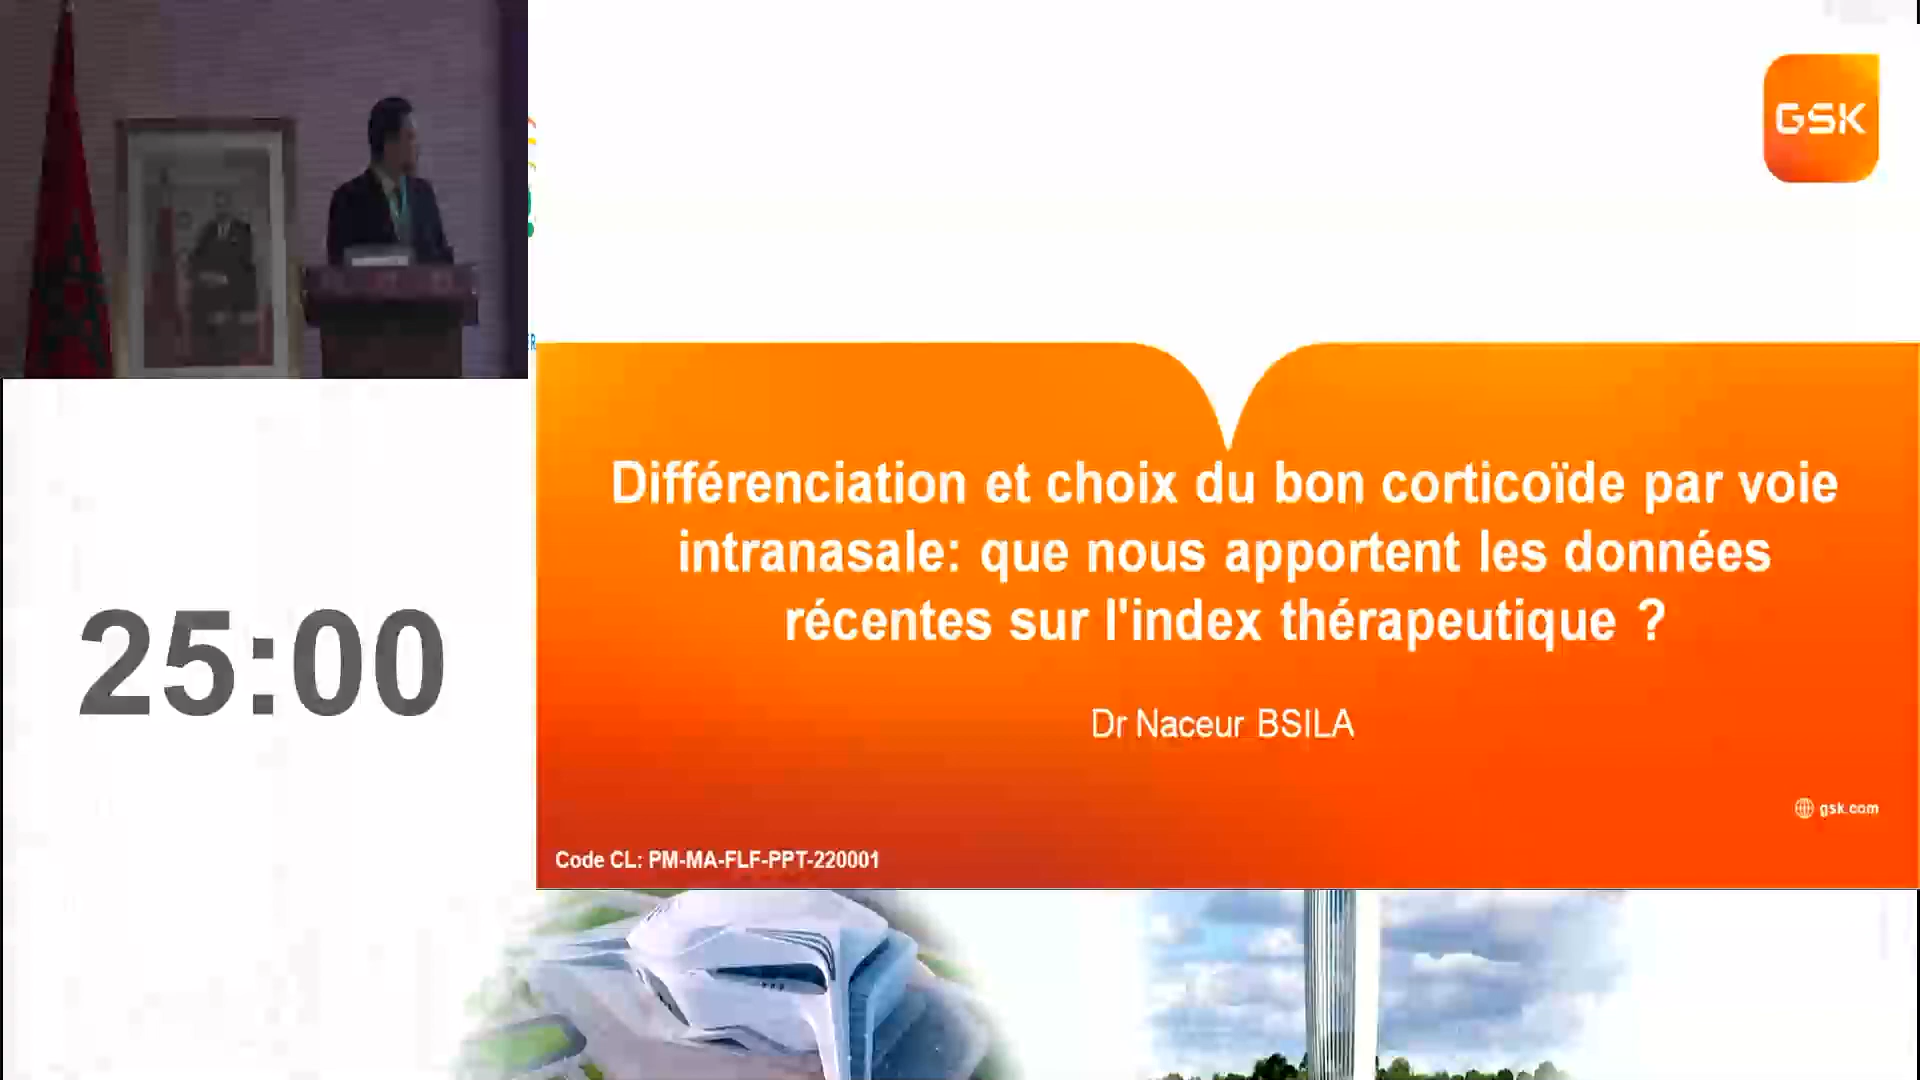 GSK
Différenciation et choix du bon corticoïde par voie
intranasale: que nous apportent les données
récentes sur l'index thérapeutique ?
25:00
Dr Naceur BSILA
gsk.com
Code CL: PM-MA-FLF-PPT-220001